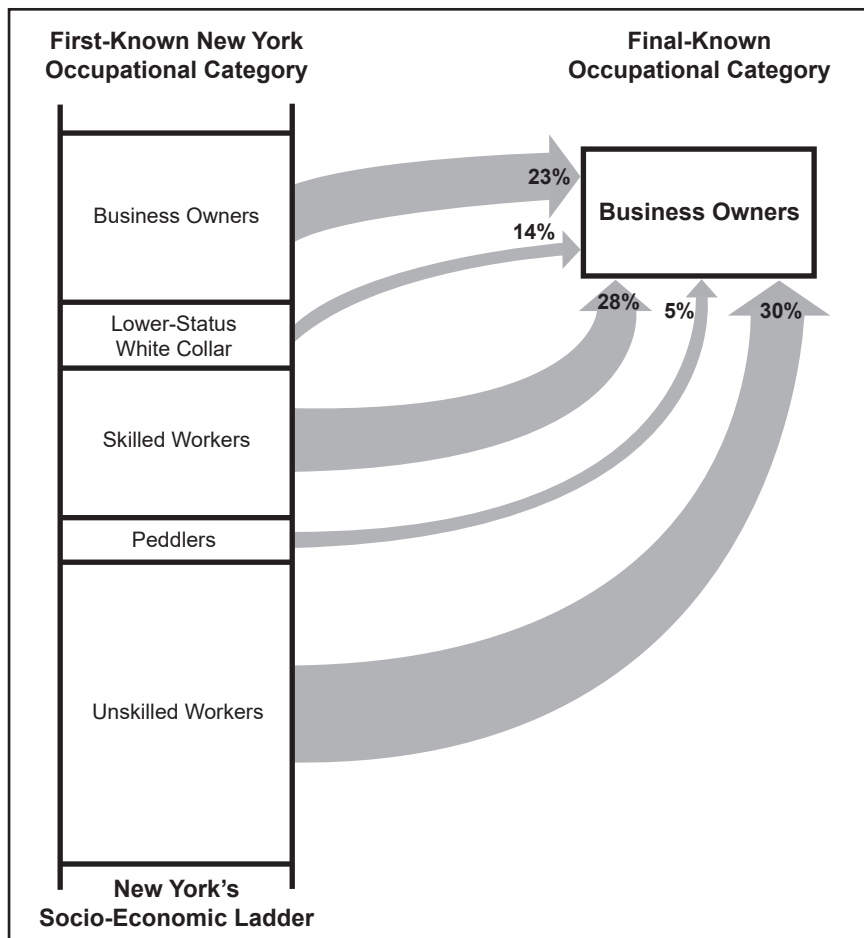 First-Known New York
Occupational Category
Final-Known
Occupational Category
Business Owners
23%
Business Owners
14%
Lower-Status
White Collar
28%
5%
30%
Skilled Workers
Peddlers
Unskilled Workers
New York’s
Socio-Economic Ladder